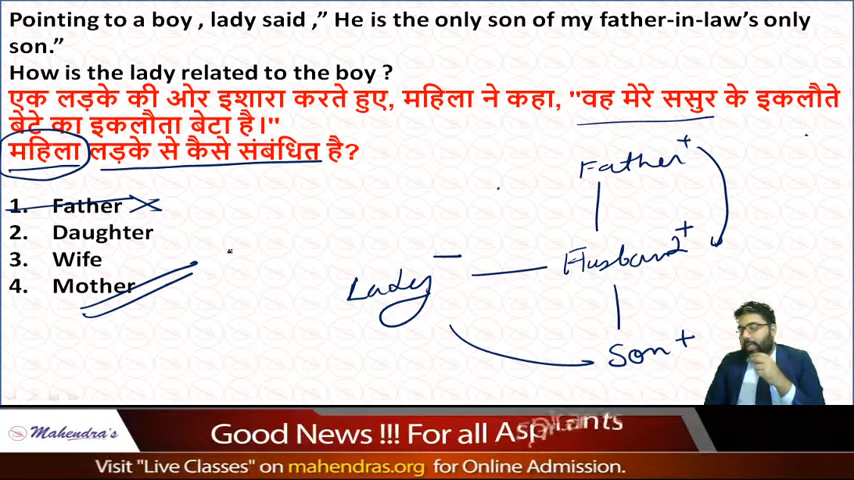 Pointing to a boy , lady said ,” He is the only son of my father-in-law’s only
son.”
How is the lady related to the boy ?
एक लड़के की ओर इशारा करते हुए, महिला ने कहा, "वह मेरे ससुर के इकलौते
बेटे का इकलौता बेटा है।"
महिला लड़के से कैसे संबंधित है?
1. Father
2. Daughter
3. Wife
4. Mother
Father +
Lady - Husband +
Son +
Mahendra's
Good News !!! For all Aspirants
Visit "Live Classes" on mahendras.org for Online Admission.